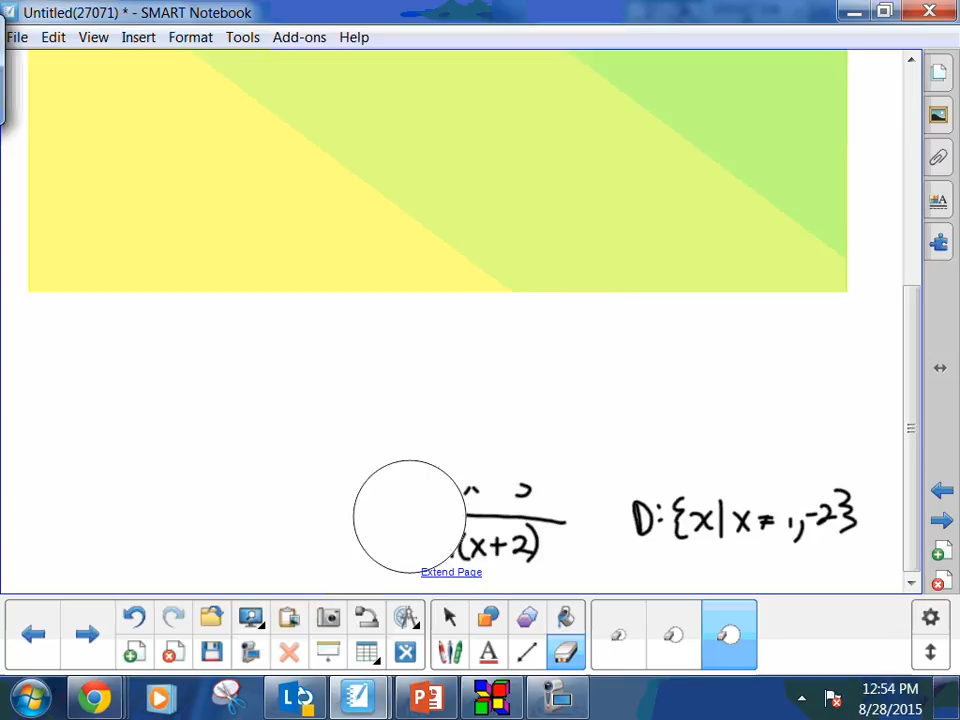 Untitled(27071) * - SMART Notebook
File Edit View Insert Format Tools Add-ons Help
D:{x|x≠1,-2}
(x+2)
Extend Page
12:54 PM
8/28/2015